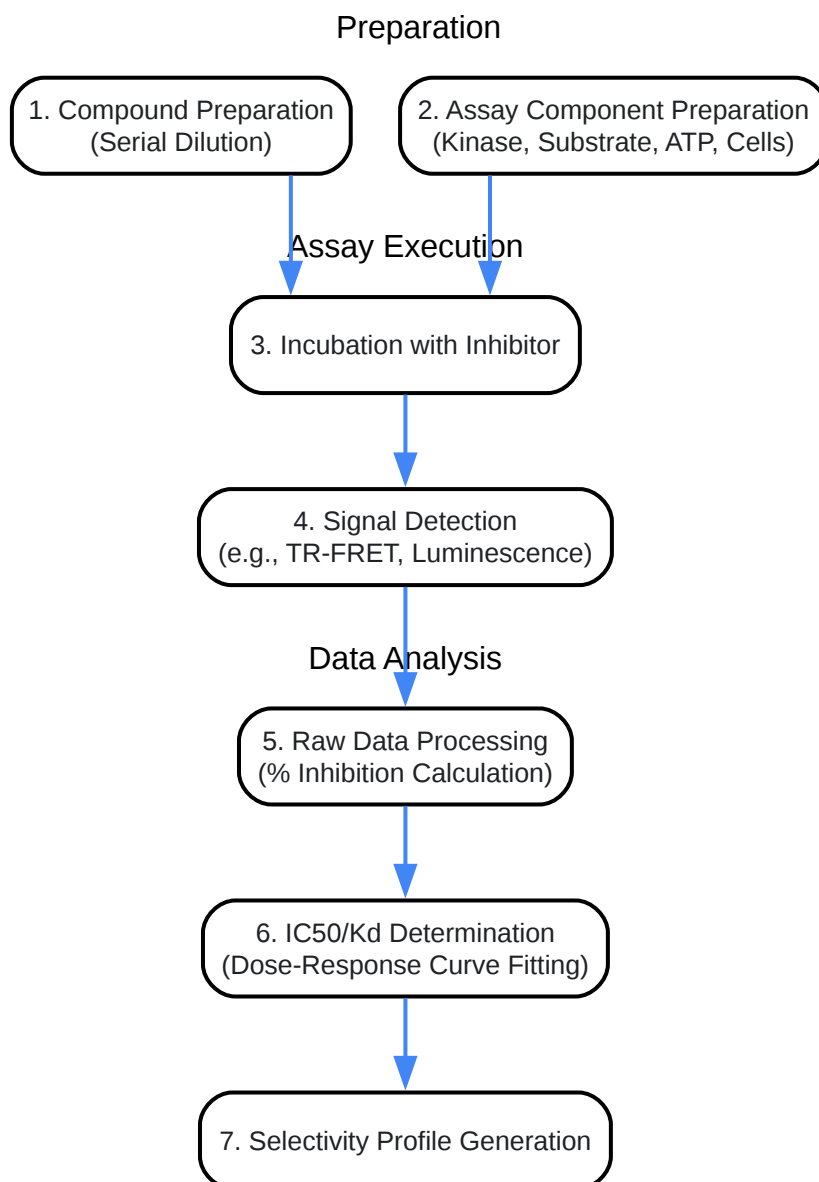 Preparation
1. Compound Preparation
(Serial Dilution)
2. Assay Component Preparation
(Kinase, Substrate, ATP, Cells)
Assay Execution
3. Incubation with Inhibitor
4. Signal Detection
(e.g., TR-FRET, Luminescence)
Data Analysis
5. Raw Data Processing
(% Inhibition Calculation)
6. IC50/Kd Determination
(Dose-Response Curve Fitting)
7. Selectivity Profile Generation